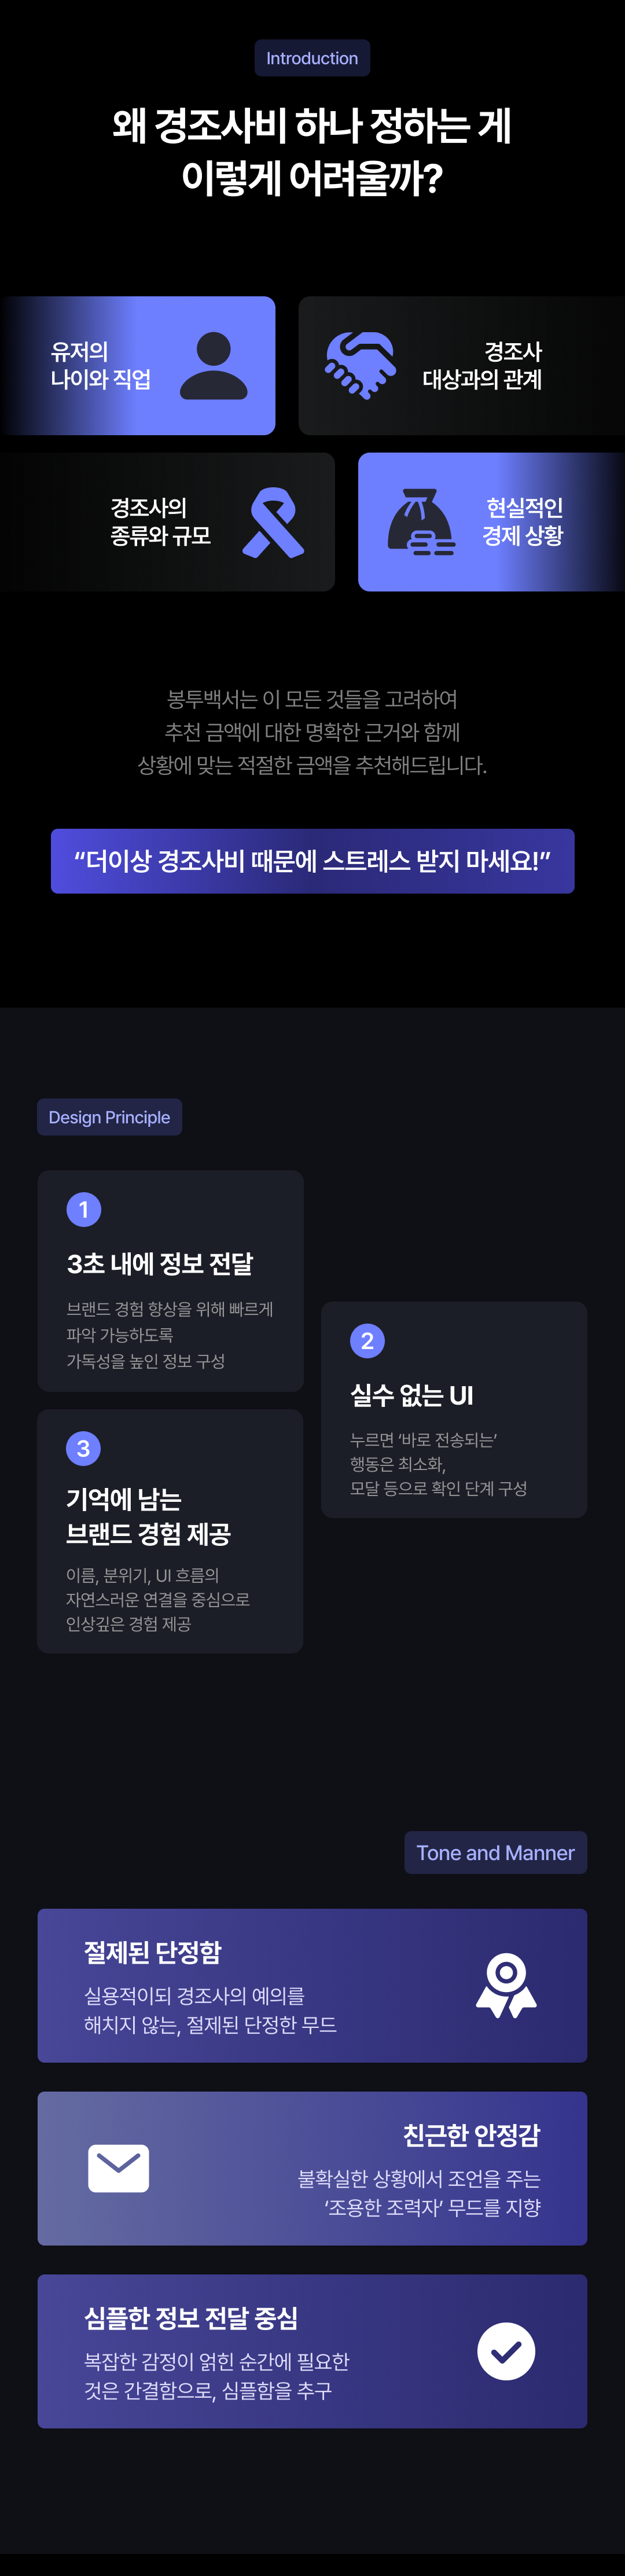 Introduction
왜 경조사비 하나 정하는 게
이렇게 어려울까?
유저의
나이와 직업
경조사
대상과의 관계
경조사의
종류와 규모
현실적인
경제 상황
봉투백서는 이 모든 것들을 고려하여
추천 금액에 대한 명확한 근거와 함께
상황에 맞는 적절한 금액을 추천해드립니다.
“더이상 경조사비 때문에 스트레스 받지 마세요!”
Design Principle
1
3초 내에 정보 전달
브랜드 경험 향상을 위해 빠르게
파악 가능하도록
가독성을 높인 정보 구성
2
실수 없는 UI
누르면 ‘바로 전송되는’
행동은 최소화,
모달 등으로 확인 단계 구성
3
기억에 남는
브랜드 경험 제공
이름, 분위기, UI 흐름의
자연스러운 연결을 중심으로
인상깊은 경험 제공
Tone and Manner
절제된 단정함
실용적이되 경조사의 예의를
해치지 않는, 절제된 단정한 무드
친근한 안정감
불확실한 상황에서 조언을 주는
‘조용한 조력자’ 무드를 지향
심플한 정보 전달 중심
복잡한 감정이 얽힌 순간에 필요한
것은 간결함으로, 심플함을 추구